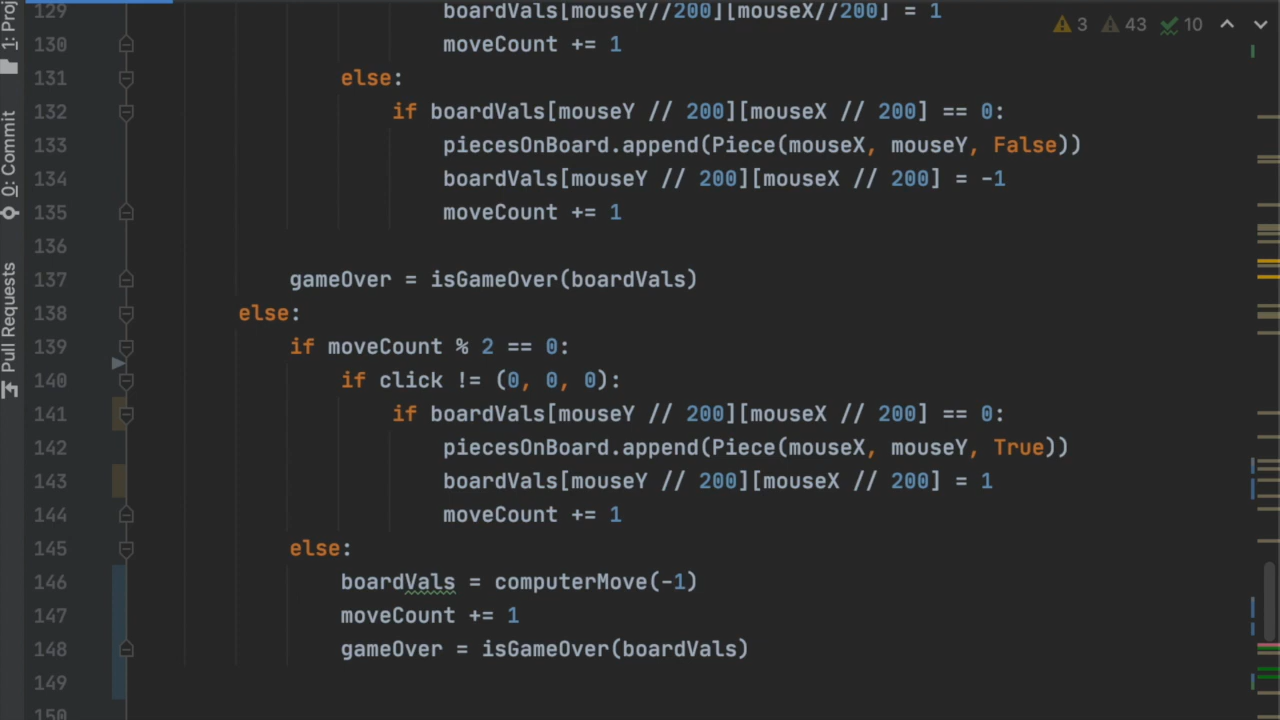 1: Proj
0: Commit
Pull Requests
3 43 10
129 boardVals[mouseY//200][mouseX//200] = 1
130 moveCount += 1
131 else:
132 if boardVals[mouseY // 200][mouseX // 200] == 0:
133 piecesOnBoard.append(Piece(mouseX, mouseY, False))
134 boardVals[mouseY // 200][mouseX // 200] = -1
135 moveCount += 1
136
137 gameOver = isGameOver(boardVals)
138 else:
139 if moveCount % 2 == 0:
140 if click != (0, 0, 0):
141 if boardVals[mouseY // 200][mouseX // 200] == 0:
142 piecesOnBoard.append(Piece(mouseX, mouseY, True))
143 boardVals[mouseY // 200][mouseX // 200] = 1
144 moveCount += 1
145 else:
146 boardVals = computerMove(-1)
147 moveCount += 1
148 gameOver = isGameOver(boardVals)
149
150